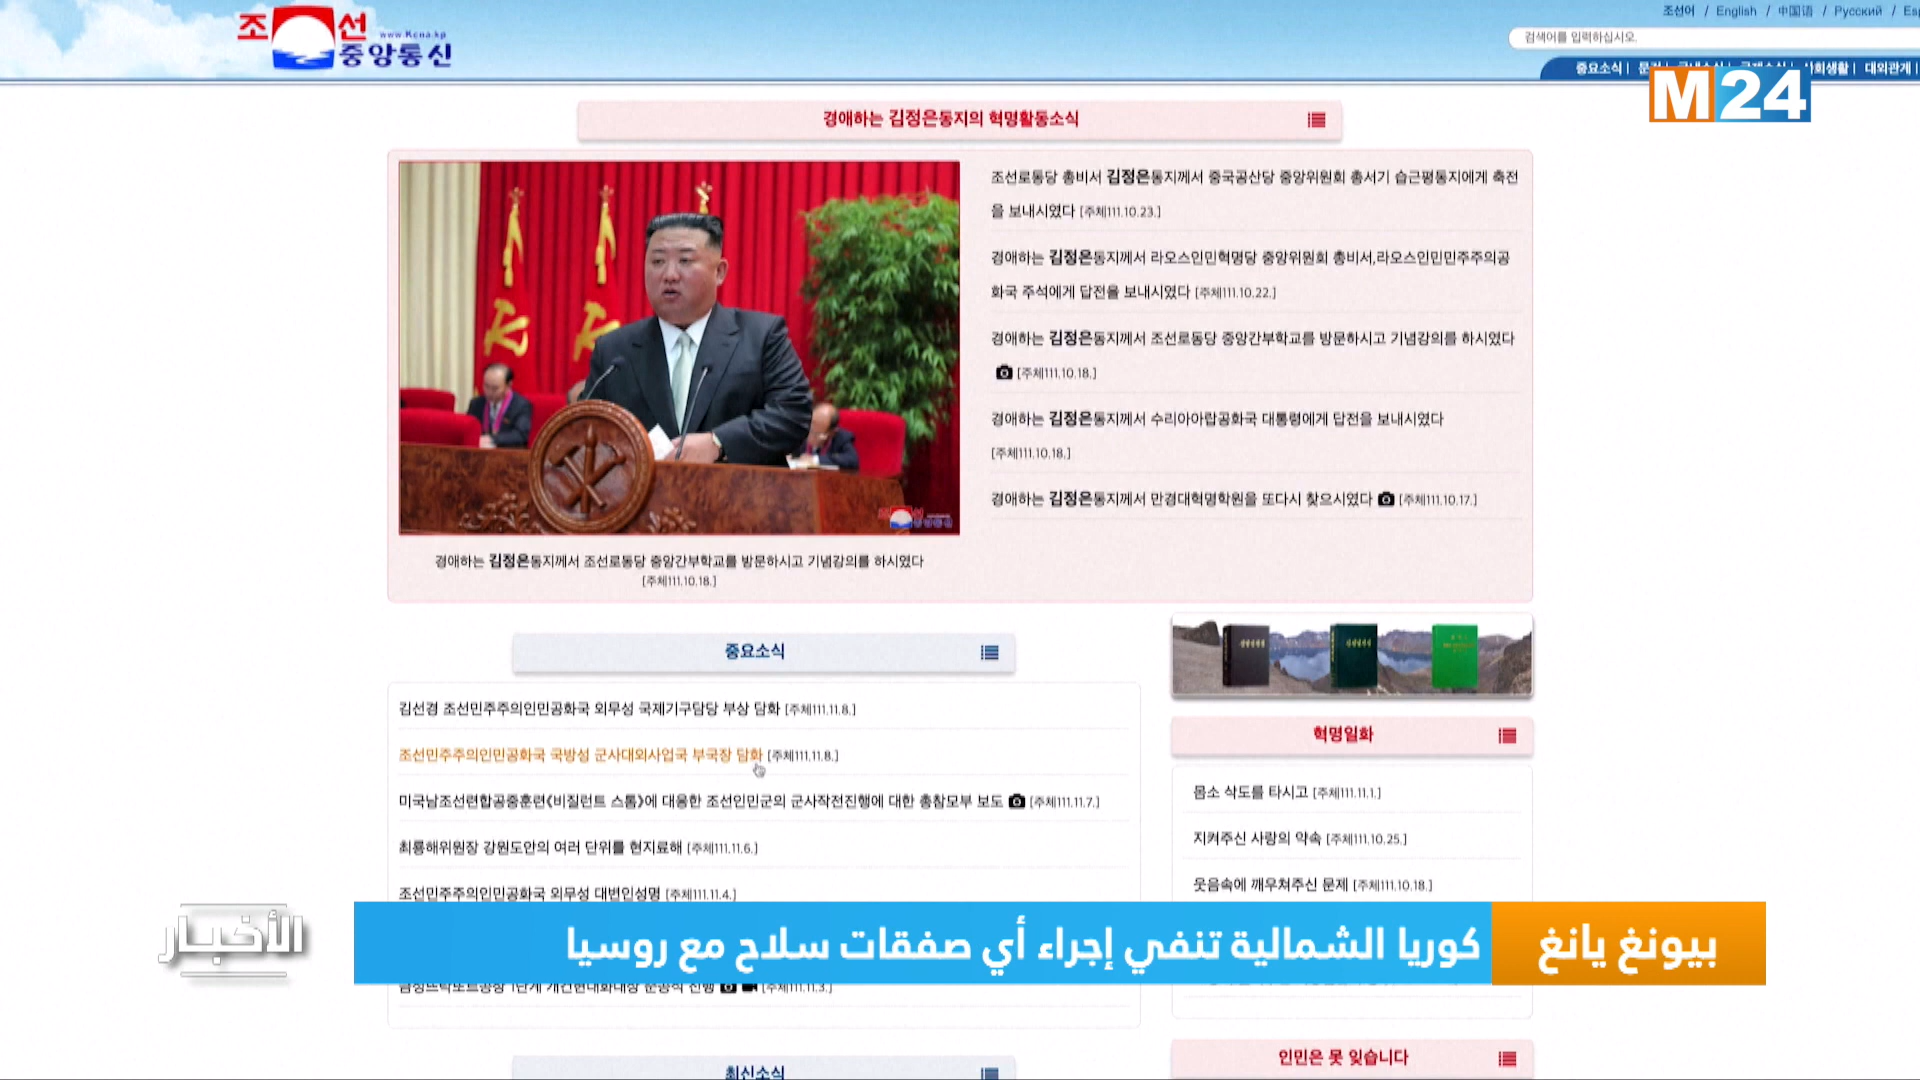 조선
www.kcna.kp
중앙통신
조선어 / English / 中国语 / Русский / Esp
검색어를 입력하십시오.
중요소식 | 사회생활 | 대외관계 |
M24
경애하는 김정은동지의 혁명활동소식
조선로동당 총비서 김정은동지께서 중국공산당 중앙위원회 총서기 습근평동지에게 축전
을 보내시였다 [주체111.10.23.]
경애하는 김정은동지께서 라오스인민혁명당 중앙위원회 총비서,라오스인민민주주의공
화국 주석에게 답전을 보내시였다 [주체111.10.22.]
경애하는 김정은동지께서 조선로동당 중앙간부학교를 방문하시고 기념강의를 하시였다
[주체111.10.18.]
경애하는 김정은동지께서 수리아아랍공화국 대통령에게 답전을 보내시였다
[주체111.10.18.]
경애하는 김정은동지께서 만경대혁명학원을 또다시 찾으시였다 [주체111.10.17.]
경애하는 김정은동지께서 조선로동당 중앙간부학교를 방문하시고 기념강의를 하시였다
[주체111.10.18.]
중요소식
김선경 조선민주주의인민공화국 외무성 국제기구담당 부상 담화 [주체111.11.8.]
조선민주주의인민공화국 국방성 군사대외사업국 부국장 담화 [주체111.11.8.]
미국남조선련합공중훈련《비질런트 스톰》에 대응한 조선인민군의 군사작전진행에 대한 총참모부 보도 [주체111.11.7.]
최룡해위원장 강원도안의 여러 단위를 현지료해 [주체111.11.6.]
조선민주주의인민공화국 외무성 대변인성명 [주체111.11.4.]
[주체111.11.3.]
최신소식
혁명일화
몸소 삭도를 타시고 [주체111.11.1.]
지켜주신 사랑의 약속 [주체111.10.25.]
웃음속에 깨우쳐주신 문제 [주체111.10.18.]
인민은 못 잊습니다
الأخبار
بيونغ يانغ
كوريا الشمالية تنفي إجراء أي صفقات سلاح مع روسيا